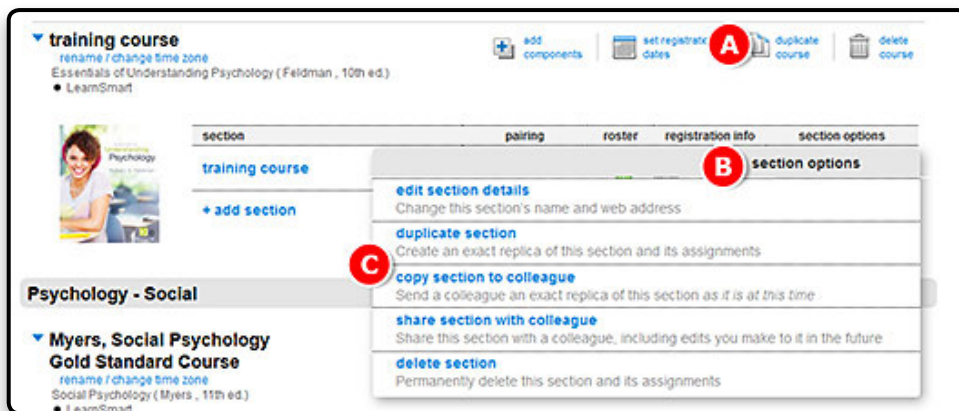 training course
rename / change time zone
Essentials of Understanding Psychology ( Feldman , 10th ed.)
LearnSmart
add components
set registrat
dates
A
duplicate course
delete course
Understanding
Psychology
section pairing roster registration info section options
training course
B section options
edit section details
Change this section's name and web address
+ add section
duplicate section
Create an exact replica of this section and its assignments
C
copy section to colleague
Send a colleague an exact replica of this section as it is at this time
share section with colleague
Share this section with a colleague, including edits you make to it in the future
delete section
Permanently delete this section and its assignments
Psychology - Social
Myers, Social Psychology
Gold Standard Course
rename / change time zone
Social Psychology ( Myers , 11th ed.)
LearnSmart